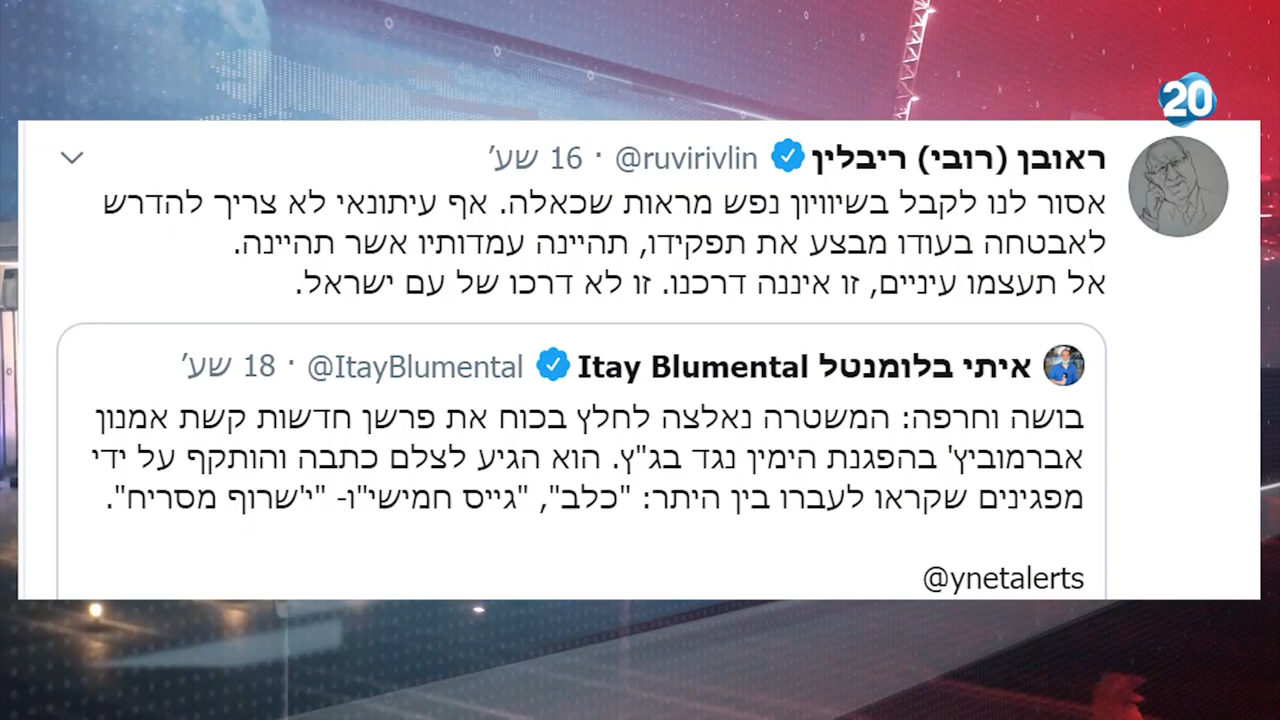 20
ראובן (רובי) ריבלין @ruvirivlin · 16 שע'
אסור לנו לקבל בשיוויון נפש מראות שכאלה. אף עיתונאי לא צריך להדרש
לאבטחה בעודו מבצע את תפקידו, תהיינה עמדותיו אשר תהיינה.
אל תעצמו עיניים, זו איננה דרכנו. זו לא דרכו של עם ישראל.
איתי בלומנטל Itay Blumental @ItayBlumental · 18 שע'
בושה וחרפה: המשטרה נאלצה לחלץ בכוח את פרשן חדשות קשת אמנון
אברמוביץ' בהפגנת הימין נגד בג"ץ. הוא הגיע לצלם כתבה והותקף על ידי
מפגינים שקראו לעברו בין היתר: "כלב", "גייס חמישי"ו- "י'שרוף מסריח".
@ynetalerts